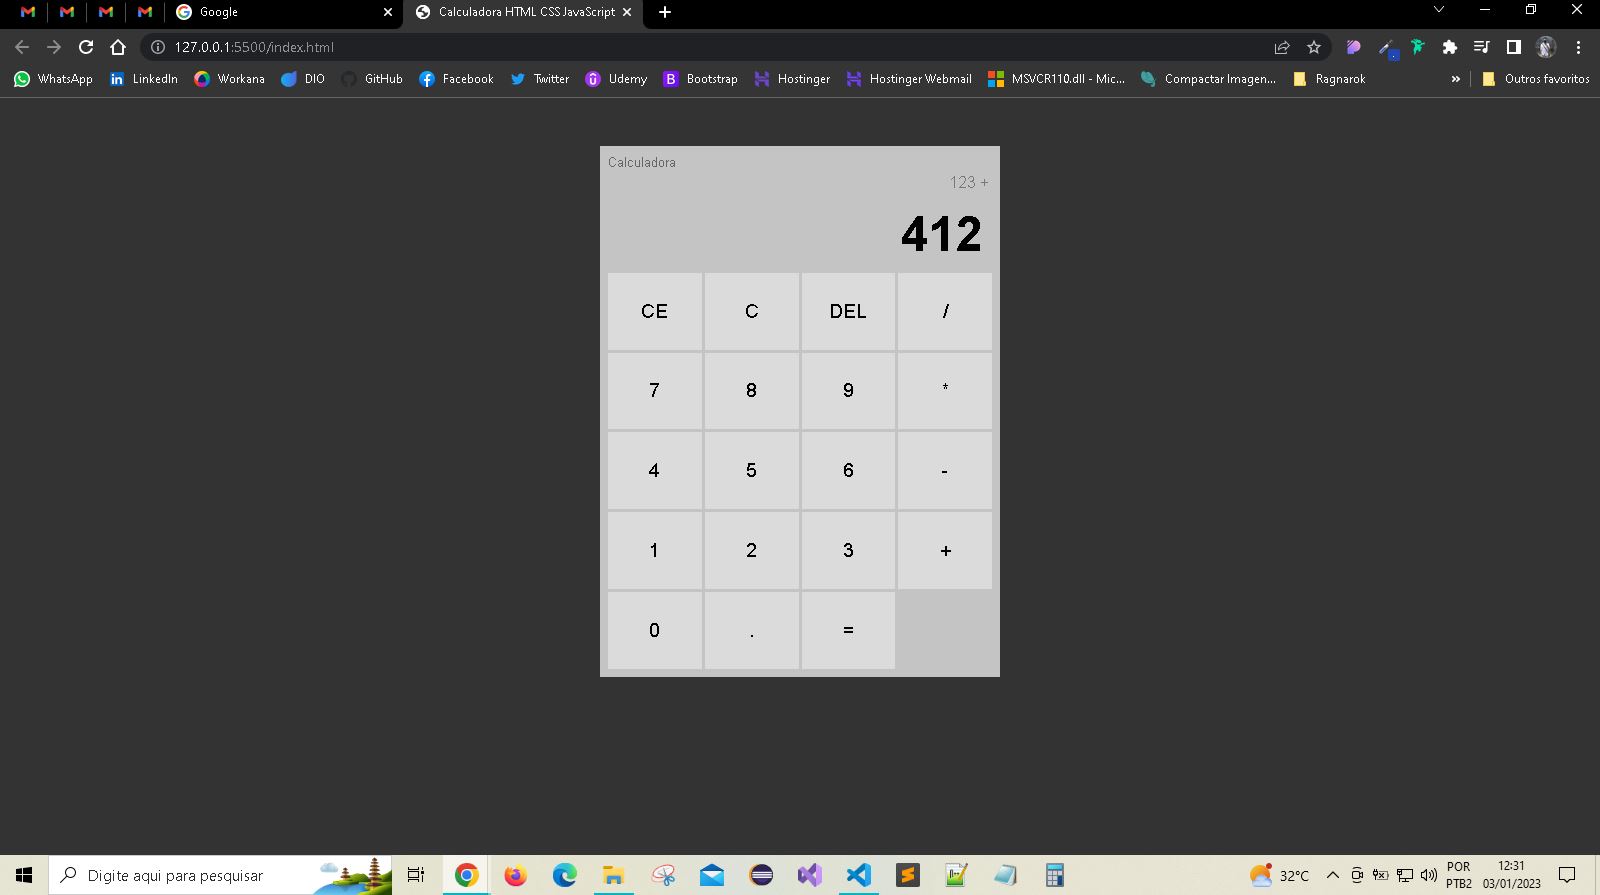 Google
Calculadora HTML CSS JavaScript
127.0.0.1:5500/index.html
WhatsApp LinkedIn Workana DIO GitHub Facebook Twitter Udemy Bootstrap Hostinger Hostinger Webmail MSVCR110.dll - Mic... Compactar Imagen... Ragnarok » Outros favoritos
Calculadora
123 +
412
CE C DEL /
7 8 9 *
4 5 6 -
1 2 3 +
0 . =
Digite aqui para pesquisar
32°C
POR
PTB2
12:31
03/01/2023